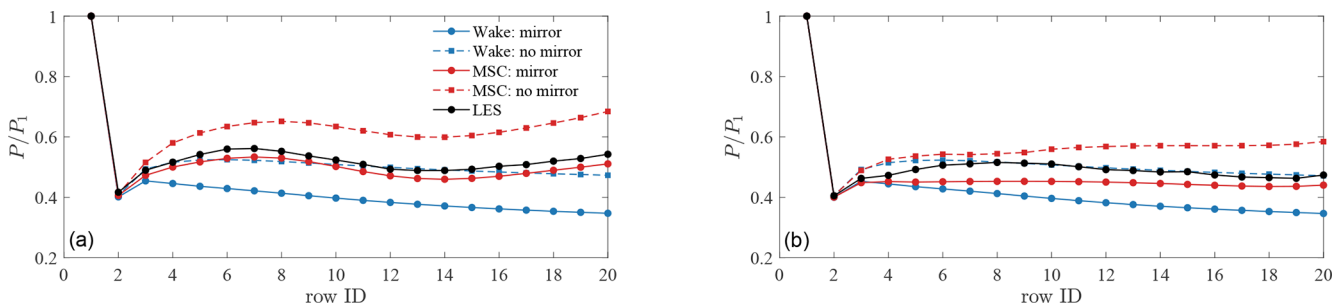 1
0.8
0.6
0.4
0.2
P/P1
Wake: mirror
Wake: no mirror
MSC: mirror
MSC: no mirror
LES
(a)
0 2 4 6 8 10 12 14 16 18 20
row ID
1
0.8
0.6
0.4
0.2
P/P1
(b)
0 2 4 6 8 10 12 14 16 18 20
row ID